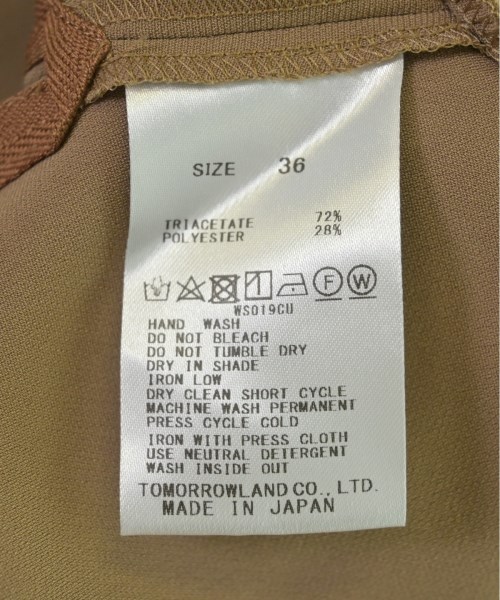 SIZE 36
TRIACETATE 72%
POLYESTER 28%
F W
WS019CU
HAND WASH
DO NOT BLEACH
DO NOT TUMBLE DRY
DRY IN SHADE
IRON LOW
DRY CLEAN SHORT CYCLE
MACHINE WASH PERMANENT
PRESS CYCLE COLD
IRON WITH PRESS CLOTH
USE NEUTRAL DETERGENT
WASH INSIDE OUT
TOMORROWLAND CO., LTD.
MADE IN JAPAN